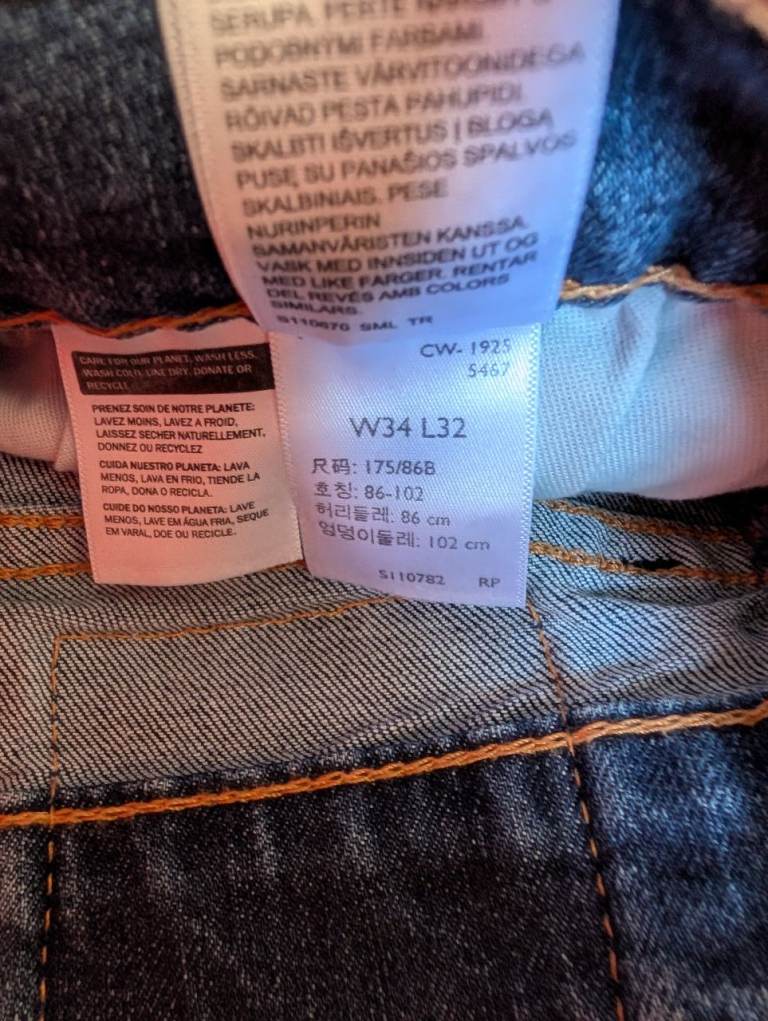 SERUPA. PERTE
PODOBNÝMI FARBAMI.
SARNASTE VÄRVITOONIDEGA
RÕIVAD PESTA PAHUPIDI.
SKALBTI IŠVERTUS Į BLOGĄ
PUSĘ SU PANAŠIOS SPALVOS
SKALBINIAIS. PESE
NURINPERIN
SAMANVÄRISTEN KANSSA.
VASK MED INNSIDEN UT OG
MED LIKE FARGER. RENTAR
DEL REVÉS AMB COLORS
SIMILARS.
S110670 SML TR
CARE FOR OUR PLANET. WASH LESS,
WASH COLD, LINE DRY, DONATE OR
RECYCLE
PRENEZ SOIN DE NOTRE PLANETE:
LAVEZ MOINS, LAVEZ A FROID,
LAISSEZ SECHER NATURELLEMENT,
DONNEZ OU RECYCLEZ
CUIDA NUESTRO PLANETA: LAVA
MENOS, LAVA EN FRIO, TIENDE LA
ROPA, DONA O RECICLA.
CUIDE DO NOSSO PLANETA: LAVE
MENOS, LAVE EM ÁGUA FRIA, SEQUE
EM VARAL, DOE OU RECICLE.
CW- 1925
5467
W34 L32
尺码: 175/86B
호칭: 86-102
허리둘레: 86 cm
엉덩이둘레: 102 cm
S110782 RP